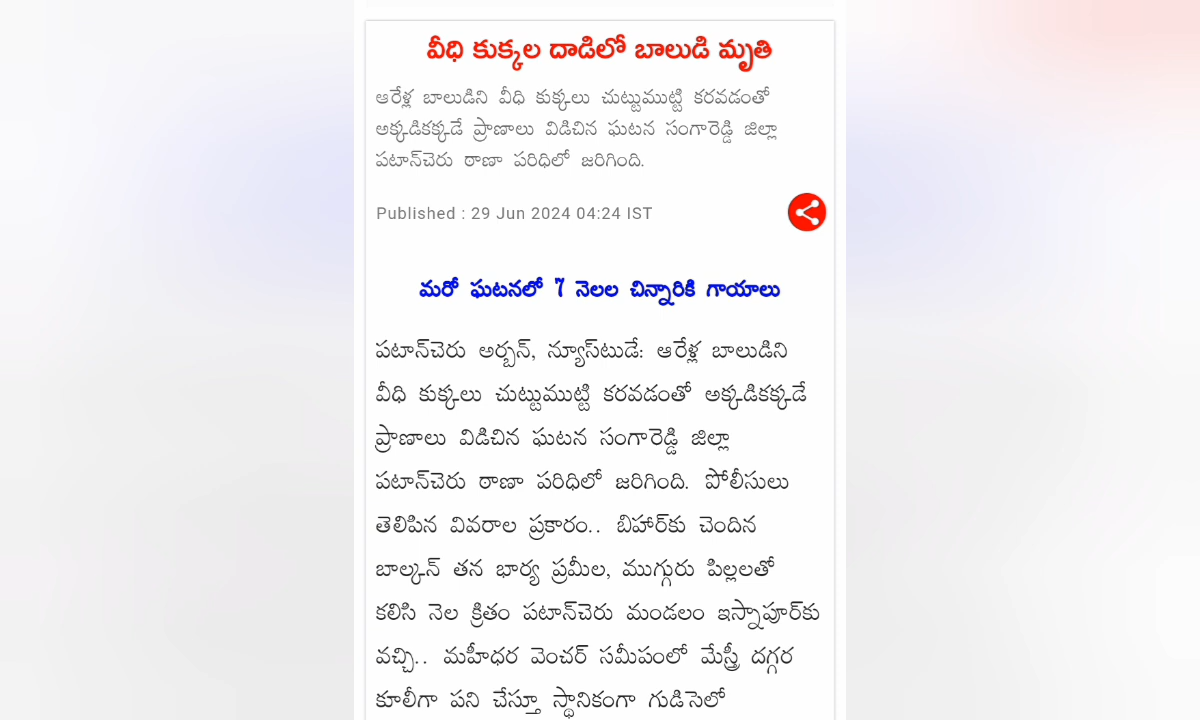 వీధి కుక్కల దాడిలో బాలుడి మృతి
ఆరేళ్ల బాలుడిని వీధి కుక్కలు చుట్టుముట్టి కరవడంతో
అక్కడికక్కడే ప్రాణాలు విడిచిన ఘటన సంగారెడ్డి జిల్లా
పటాన్‌చెరు ఠాణా పరిధిలో జరిగింది.
Published : 29 Jun 2024 04:24 IST
మరో ఘటనలో 7 నెలల చిన్నారికి గాయాలు
పటాన్‌చెరు అర్బన్, న్యూస్‌టుడే: ఆరేళ్ల బాలుడిని
వీధి కుక్కలు చుట్టుముట్టి కరవడంతో అక్కడికక్కడే
ప్రాణాలు విడిచిన ఘటన సంగారెడ్డి జిల్లా
పటాన్‌చెరు ఠాణా పరిధిలో జరిగింది. పోలీసులు
తెలిపిన వివరాల ప్రకారం.. బిహార్‌కు చెందిన
బాల్కన్ తన భార్య ప్రమీల, ముగ్గురు పిల్లలతో
కలిసి నెల క్రితం పటాన్‌చెరు మండలం ఇస్నాపూర్‌కు
వచ్చి.. మహీధర వెంచర్ సమీపంలో మేస్త్రీ దగ్గర
కూలీగా పని చేస్తూ స్థానికంగా గుడిసెలో